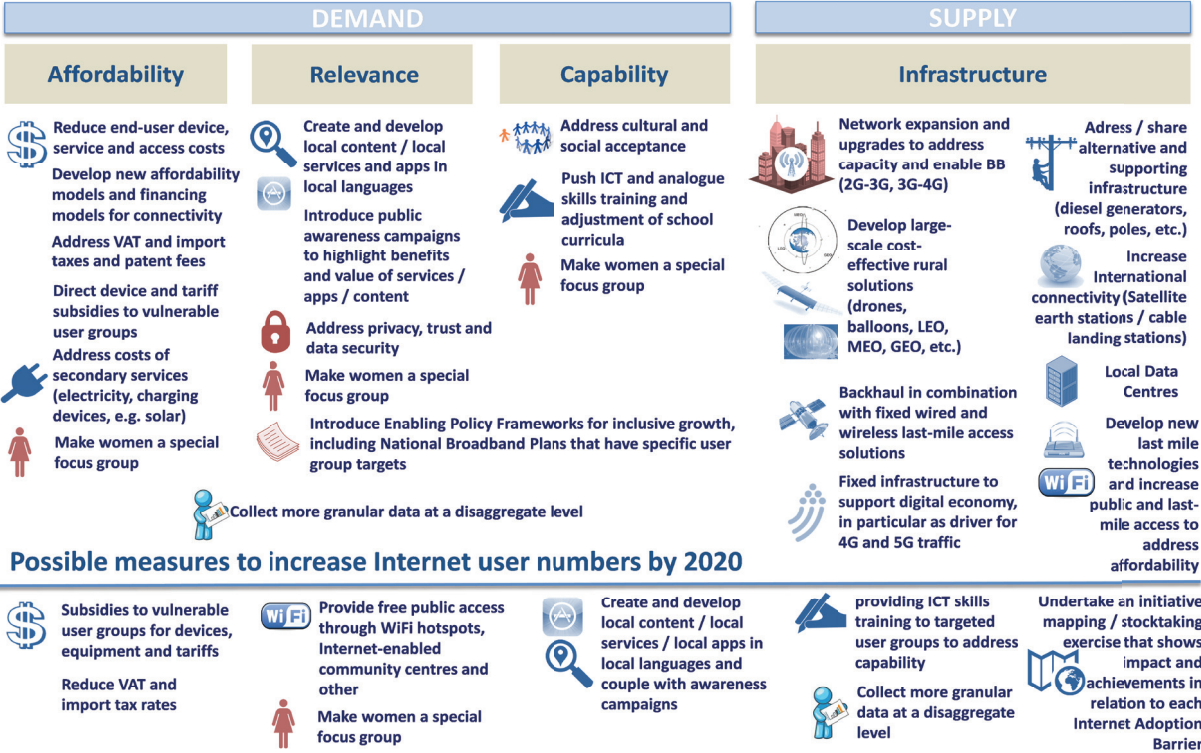 DEMAND
SUPPLY
Affordability
Relevance
Capability
Infrastructure
Reduce end-user device,
service and access costs
Develop new affordability
models and financing
models for connectivity
Address VAT and import
taxes and patent fees
Direct device and tariff
subsidies to vulnerable
user groups
Address costs of
secondary services
(electricity, charging
devices, e.g. solar)
Make women a special
focus group
Create and develop
local content / local
services and apps in
local languages
Introduce public
awareness campaigns
to highlight benefits
and value of services /
apps / content
Address privacy, trust and
data security
Make women a special
focus group
Introduce Enabling Policy Frameworks for inclusive growth,
including National Broadband Plans that have specific user
group targets
Address cultural and
social acceptance
Push ICT and analogue
skills training and
adjustment of school
curricula
Make women a special
focus group
Collect more granular data at a disaggregate level
Network expansion and
upgrades to address
capacity and enable BB
(2G-3G, 3G-4G)
MEO
LEO
GEO
Develop large-
scale cost-
effective rural
solutions
(drones,
balloons, LEO,
MEO, GEO, etc.)
Backhaul in combination
with fixed wired and
wireless last-mile access
solutions
Fixed infrastructure to
support digital economy,
in particular as driver for
4G and 5G traffic
Adress / share
alternative and
supporting
infrastructure
(diesel generators,
roofs, poles, etc.)
Increase
International
connectivity (Satellite
earth stations / cable
landing stations)
Local Data
Centres
Develop new
last mile
technologies
and increase
public and last-
mile access to
address
affordability
Wi Fi
Possible measures to increase Internet user numbers by 2020
Subsidies to vulnerable
user groups for devices,
equipment and tariffs
Reduce VAT and
import tax rates
Wi Fi
Provide free public access
through WiFi hotspots,
Internet-enabled
community centres and
other
Make women a special
focus group
Create and develop
local content / local
services / local apps in
local languages and
couple with awareness
campaigns
providing ICT skills
training to targeted
user groups to address
capability
Collect more granular
data at a disaggregate
level
Undertake an initiative
mapping / stocktaking
exercise that shows
impact and
achievements in
relation to each
Internet Adoption
Barrier